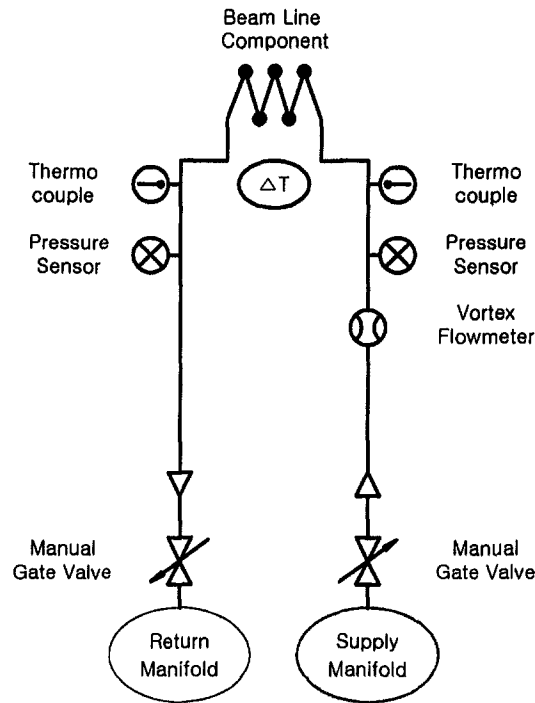 Beam Line
Component
Thermo
couple
△T
Thermo
couple
Pressure
Sensor
Pressure
Sensor
Vortex
Flowmeter
Manual
Gate Valve
Manual
Gate Valve
Return
Manifold
Supply
Manifold